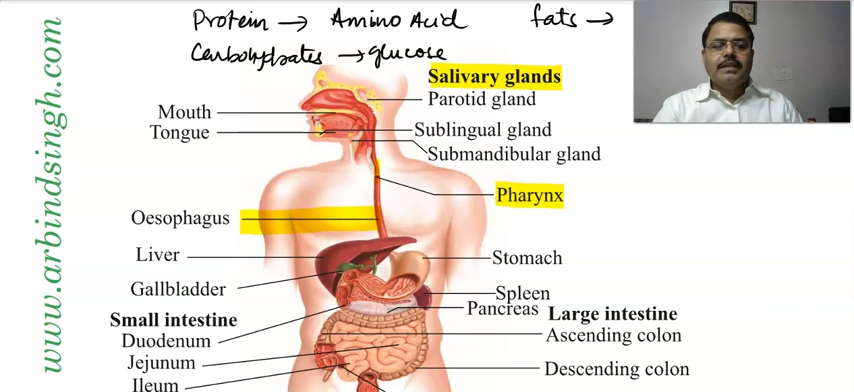 Protein → Amino Acid fats →
Carbohybrates → glucose
www.arbindsingh.com
Salivary glands
Parotid gland
Mouth
Tongue
Sublingual gland
Submandibular gland
Pharynx
Oesophagus
Liver
Stomach
Gallbladder
Spleen
Pancreas
Small intestine
Large intestine
Duodenum
Ascending colon
Jejunum
Descending colon
Ileum